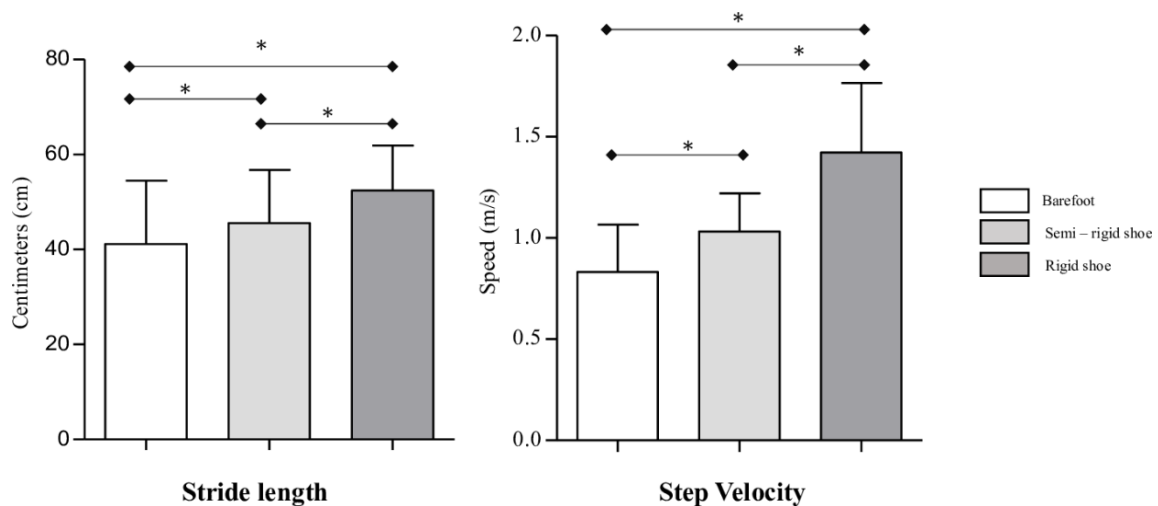 Centimeters (cm)
80
60
40
20
0
*
*
*
Stride length
Speed (m/s)
2.0
1.5
1.0
0.5
0.0
*
*
*
Step Velocity
Barefoot
Semi – rigid shoe
Rigid shoe